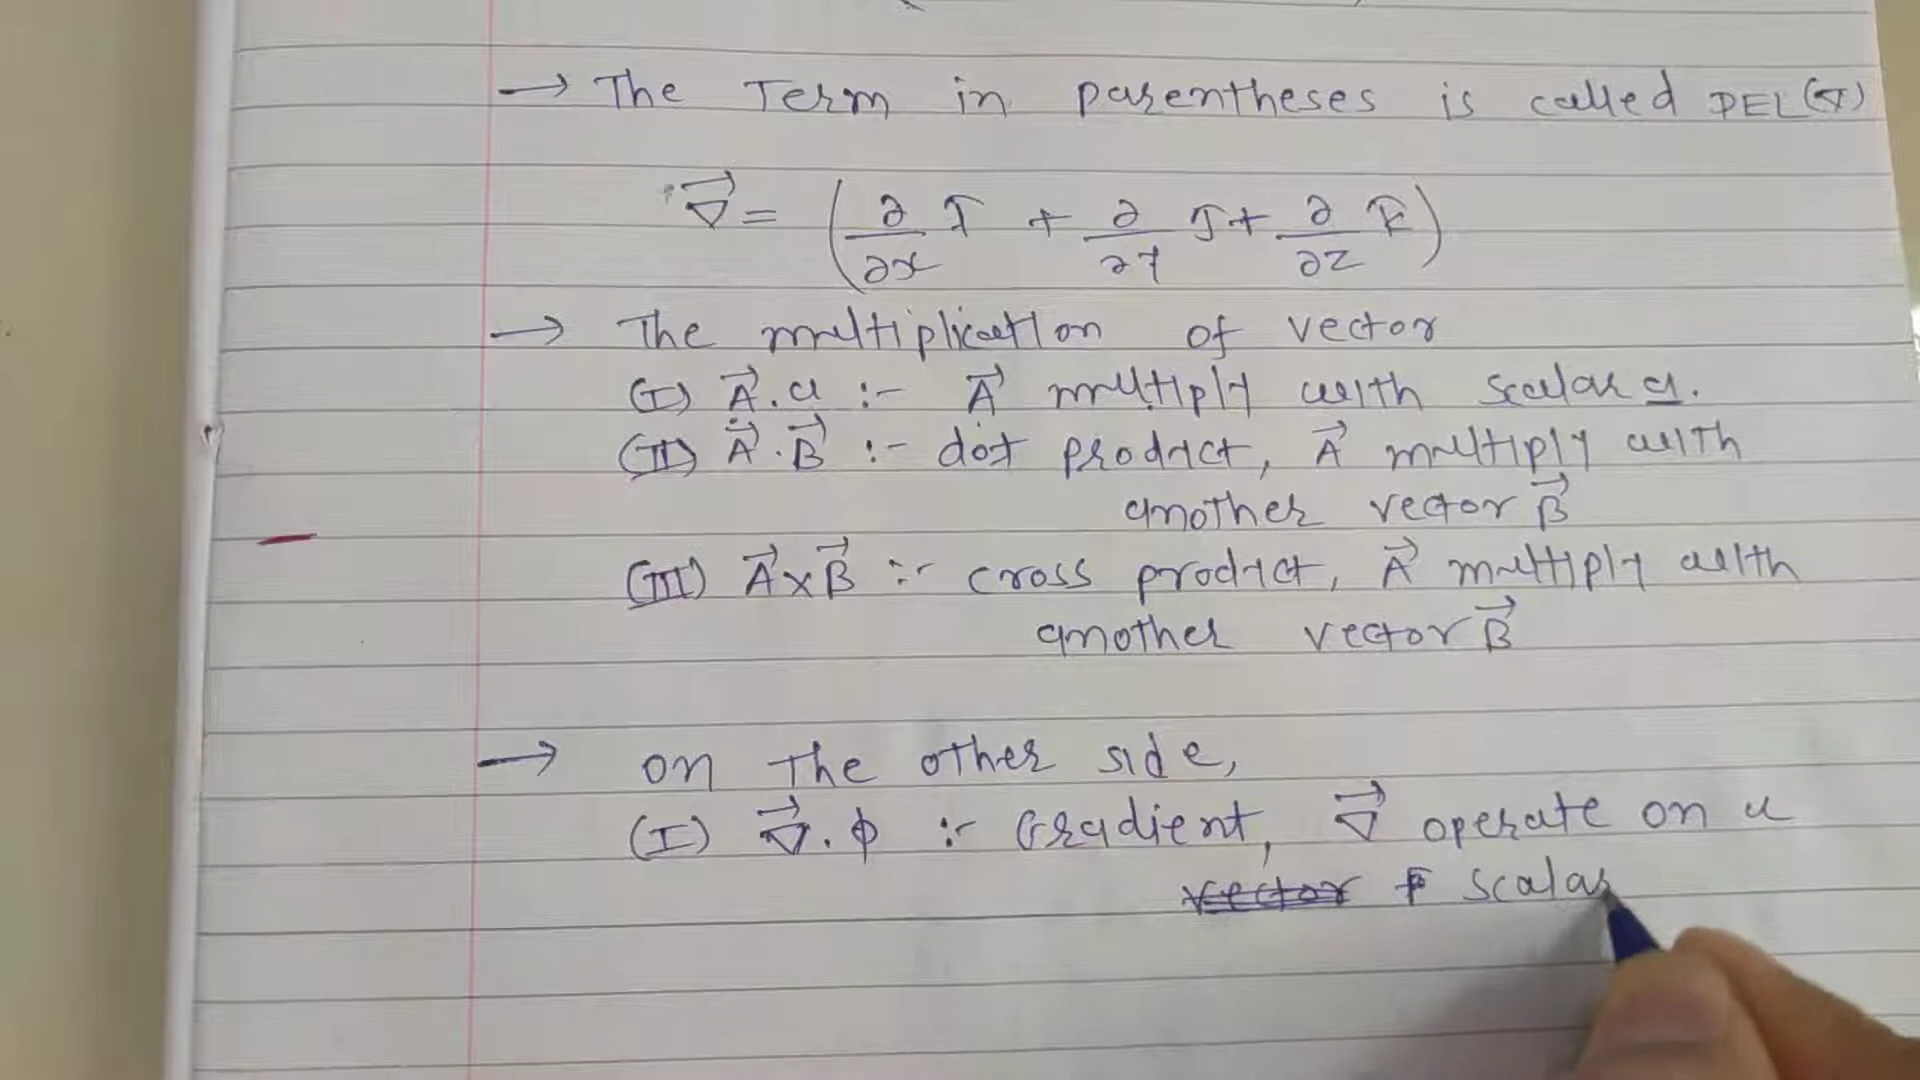 → The Term in parentheses is called DEL(∇)
∇⃗ = (∂/∂x î + ∂/∂y ĵ + ∂/∂z k̂)
→ The multiplication of vector
(I) A⃗.a :- A⃗ multiply with scalar a.
(II) A⃗.B⃗ :- dot product, A⃗ multiply with
another vector B⃗
(III) A⃗×B⃗ :- cross product, A⃗ multiply with
another vector B⃗
→ on the other side,
(I) ∇⃗.ϕ :- Gradient, ∇⃗ operate on a
vector F scalar